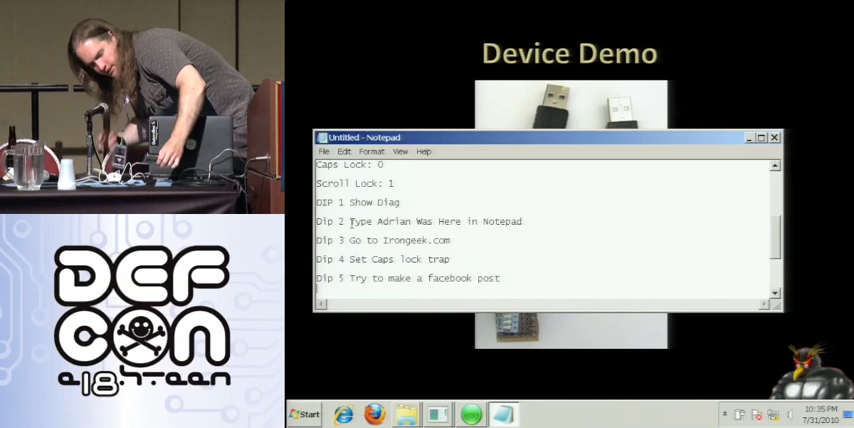 Device Demo
Untitled - Notepad
File Edit Format View Help
Caps Lock: 0
Scroll Lock: 1
DIP 1 Show Diag
Dip 2 Type Adrian Was Here in Notepad
Dip 3 Go to Irongeek.com
Dip 4 Set Caps lock trap
Dip 5 Try to make a facebook post
DEF
CON
e18.h-teen
Start
10:35 PM
7/31/2010